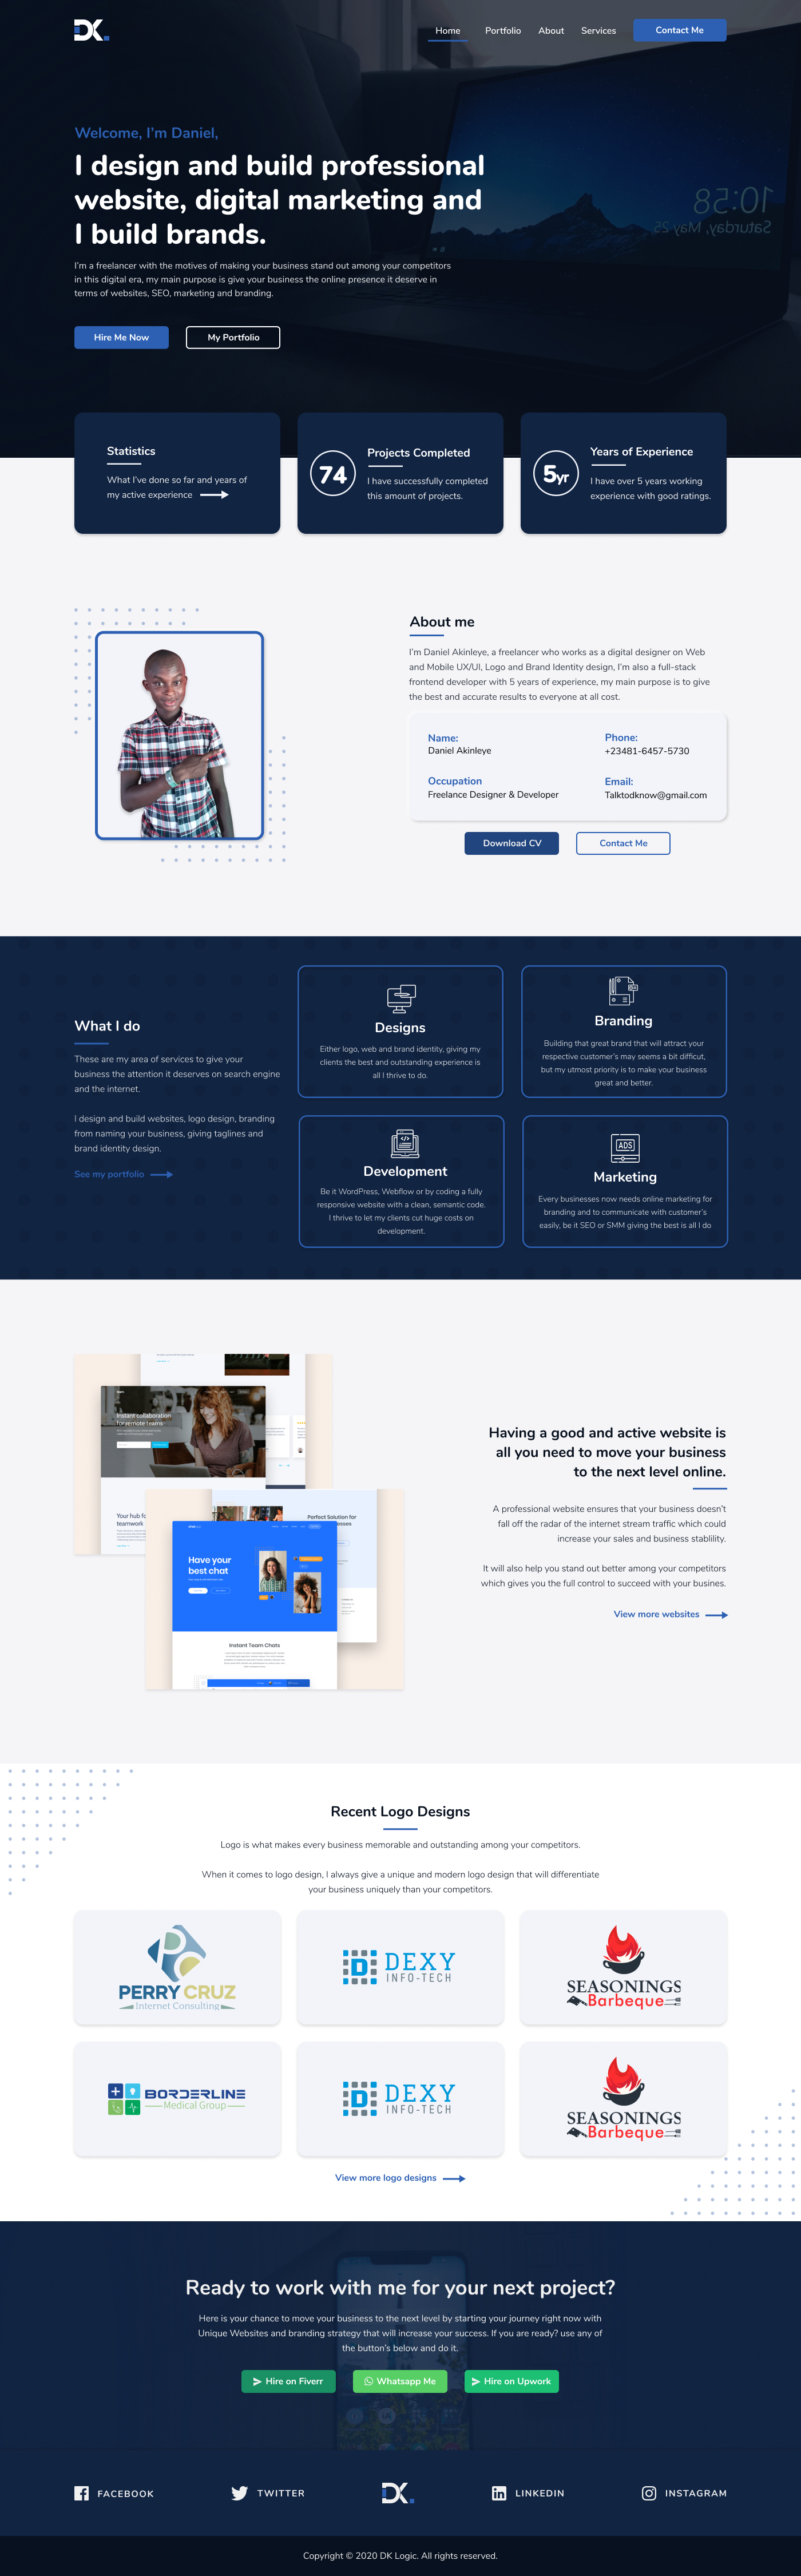 DK.
Home Portfolio About Services Contact Me
Welcome, I'm Daniel,
I design and build professional
website, digital marketing and
I build brands.
10:58
Saturday, May 25
I'm a freelancer with the motives of making your business stand out among your competitors
in this digital era, my main purpose is give your business the online presence it deserve in
terms of websites, SEO, marketing and branding.
Hire Me Now
My Portfolio
Statistics
What I've done so far and years of
my active experience
74
Projects Completed
I have successfully completed
this amount of projects.
5yr
Years of Experience
I have over 5 years working
experience with good ratings.
About me
I'm Daniel Akinleye, a freelancer who works as a digital designer on Web
and Mobile UX/UI, Logo and Brand Identity design, I'm also a full-stack
frontend developer with 5 years of experience, my main purpose is to give
the best and accurate results to everyone at all cost.
Name:
Daniel Akinleye
Phone:
+23481-6457-5730
Occupation
Freelance Designer & Developer
Email:
Talktodknow@gmail.com
Download CV
Contact Me
What I do
These are my area of services to give your
business the attention it deserves on search engine
and the internet.
I design and build websites, logo design, branding
from naming your business, giving taglines and
brand identity design.
See my portfolio
Designs
Either logo, web and brand identity, giving my
clients the best and outstanding experience is
all I thrive to do.
Branding
Building that great brand that will attract your
respective customer's may seems a bit difficut,
but my utmost priority is to make your business
great and better.
Development
Be it WordPress, Webflow or by coding a fully
responsive website with a clean, semantic code.
I thrive to let my clients cut huge costs on
development.
ADS
Marketing
Every businesses now needs online marketing for
branding and to communicate with customer's
easily, be it SEO or SMM giving the best is all I do
Instant collaboration
for remote teams
Your hub fo
teamwork
Perfect Solution for
Have your
best chat
Instant Team Chats
Having a good and active website is
all you need to move your business
to the next level online.
A professional website ensures that your business doesn't
fall off the radar of the internet stream traffic which could
increase your sales and business stablility.
It will also help you stand out better among your competitors
which gives you the full control to succeed with your busines.
View more websites
Recent Logo Designs
Logo is what makes every business memorable and outstanding among your competitors.
When it comes to logo design, I always give a unique and modern logo design that will differentiate
your business uniquely than your competitors.
PERRY CRUZ
Internet Consulting
D DEXY
INFO-TECH
SEASONINGS
Barbeque
BORDERLINE
Medical Group
D DEXY
INFO-TECH
SEASONINGS
Barbeque
View more logo designs
Ready to work with me for your next project?
Here is your chance to move your business to the next level by starting your journey right now with
Unique Websites and branding strategy that will increase your success. If you are ready? use any of
the button's below and do it.
Hire on Fiverr
Whatsapp Me
Hire on Upwork
FACEBOOK
TWITTER
DK.
LINKEDIN
INSTAGRAM
Copyright © 2020 DK Logic. All rights reserved.